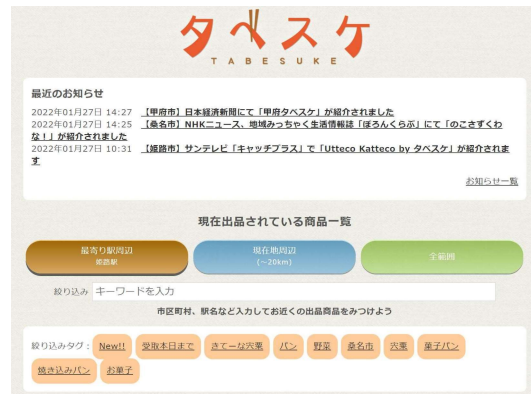 タベスケ
TABESUKE
最近のお知らせ
2022年01月27日 14:27 【甲府市】日本経済新聞にて「甲府タベスケ」が紹介されました
2022年01月27日 14:25 【桑名市】NHKニュース、地域みっちゃく生活情報誌「ぽろんくらぶ」にて「のこさずくわ
な!」が紹介されました
2022年01月27日 10:31 【姫路市】サンテレビ「キャッチプラス」で「Utteco Katteco by タベスケ」が紹介されま
す
お知らせ一覧
現在出品されている商品一覧
最寄り駅周辺 現在地周辺 全範囲
姫路駅 (~20km)
絞り込み キーワードを入力
市区町村、駅名など入力してお近くの出品商品をみつけよう
絞り込みタグ: New!! 受取本日まで きてーな宍粟 パン 野菜 桑名市 宍粟 菓子パン
焼き込みパン お菓子